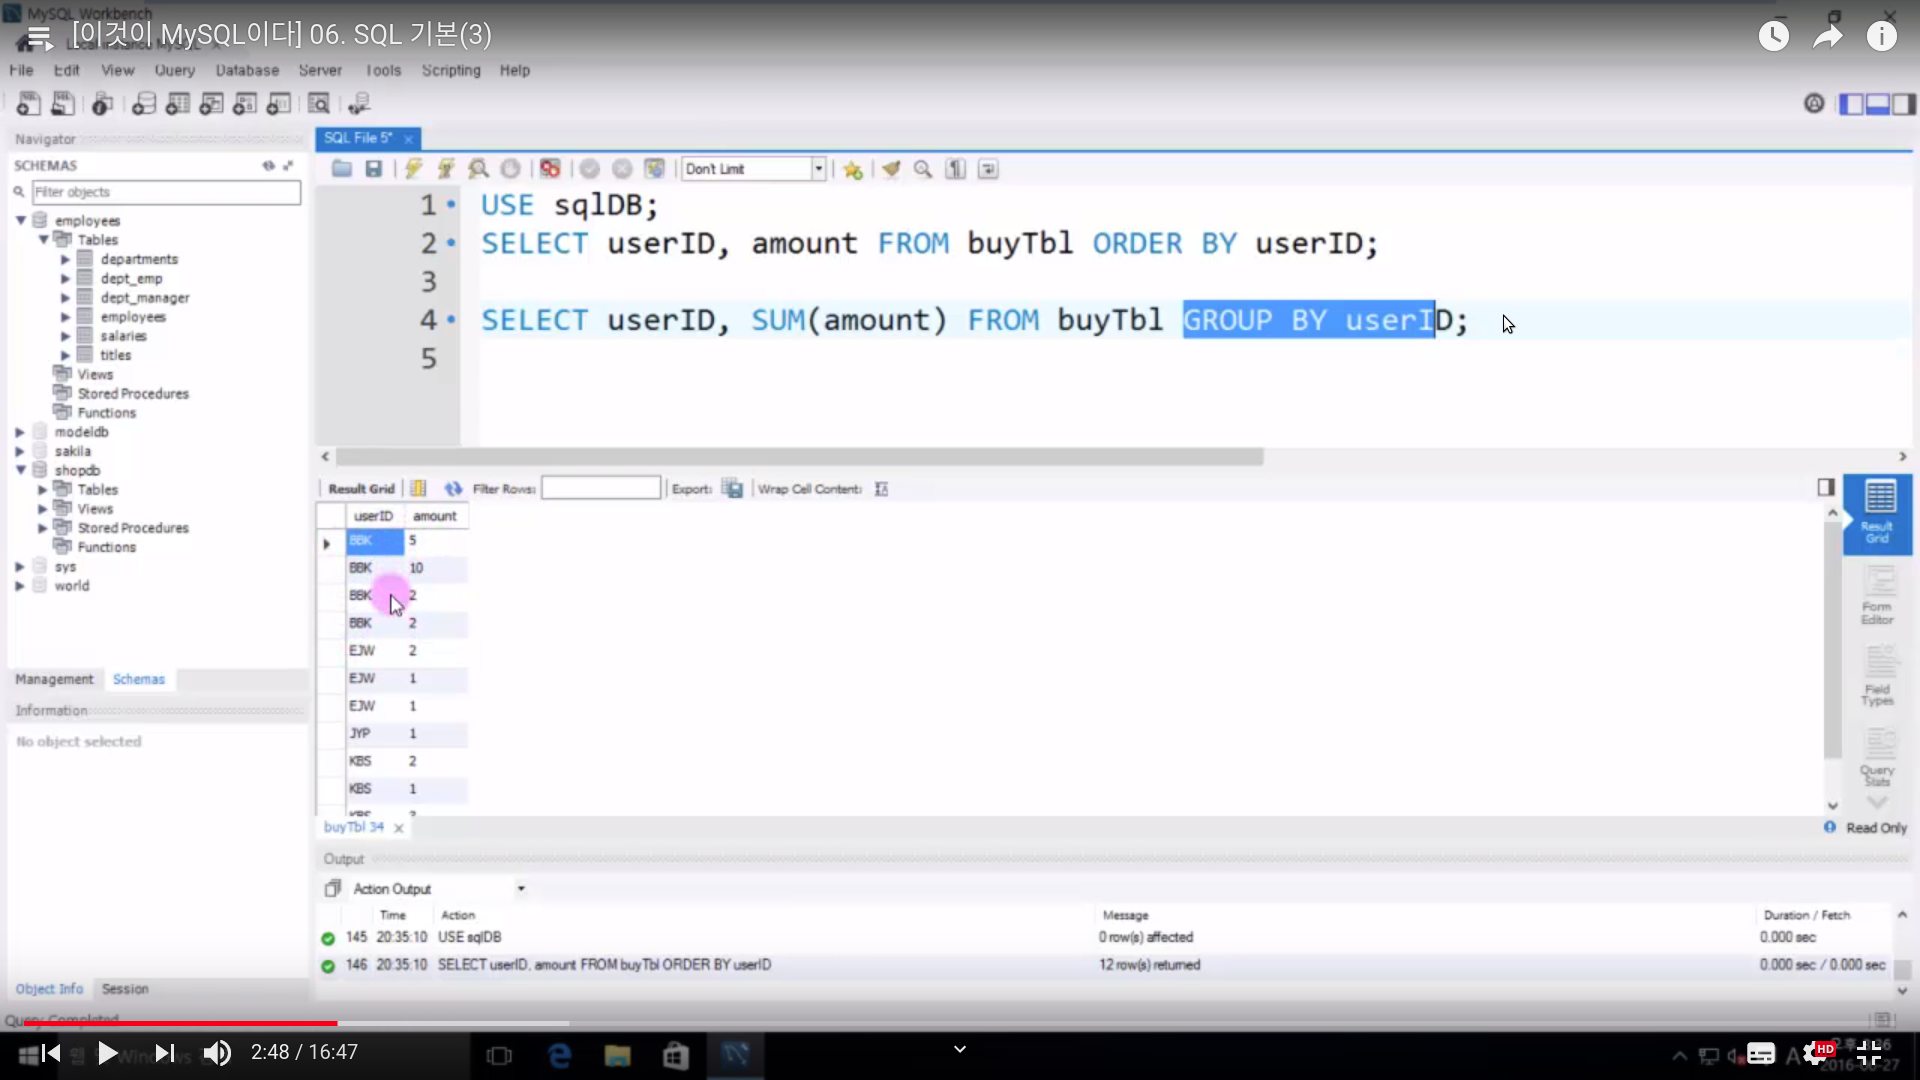 MySQL Workbench
[이것이 MySQL이다] 06. SQL 기본(3)
File Edit View Query Database Server Tools Scripting Help
Navigator
SCHEMAS
Filter objects
employees
Tables
departments
dept_emp
dept_manager
employees
salaries
titles
Views
Stored Procedures
Functions
modeldb
sakila
shopdb
Tables
Views
Stored Procedures
Functions
sys
world
Management Schemas
Information
No object selected
Object Info Session
SQL File 5*
Don't Limit
1 USE sqlDB;
2 SELECT userID, amount FROM buyTbl ORDER BY userID;
3
4 SELECT userID, SUM(amount) FROM buyTbl GROUP BY userID;
5
Result Grid Filter Rows: Export: Wrap Cell Content:
userID amount
BBK 5
BBK 10
BBK 2
BBK 2
EJW 2
EJW 1
EJW 1
JYP 1
KBS 2
KBS 1
KBS
Result Grid
Form Editor
Field Types
Query Stats
buyTbl 34
Read Only
Output
Action Output
Time Action Message Duration / Fetch
145 20:35:10 USE sqlDB 0 row(s) affected 0.000 sec
146 20:35:10 SELECT userID, amount FROM buyTbl ORDER BY userID 12 row(s) returned 0.000 sec / 0.000 sec
Query Completed
2:48 / 16:47
HD